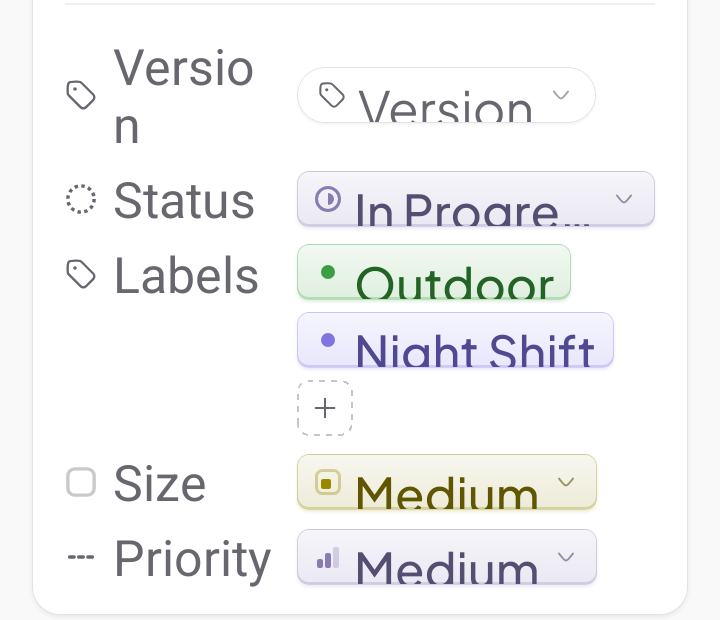 Versio
n
Version
Status
In Progre...
Labels
Outdoor
Night Shift
Size
Medium
Priority
Medium